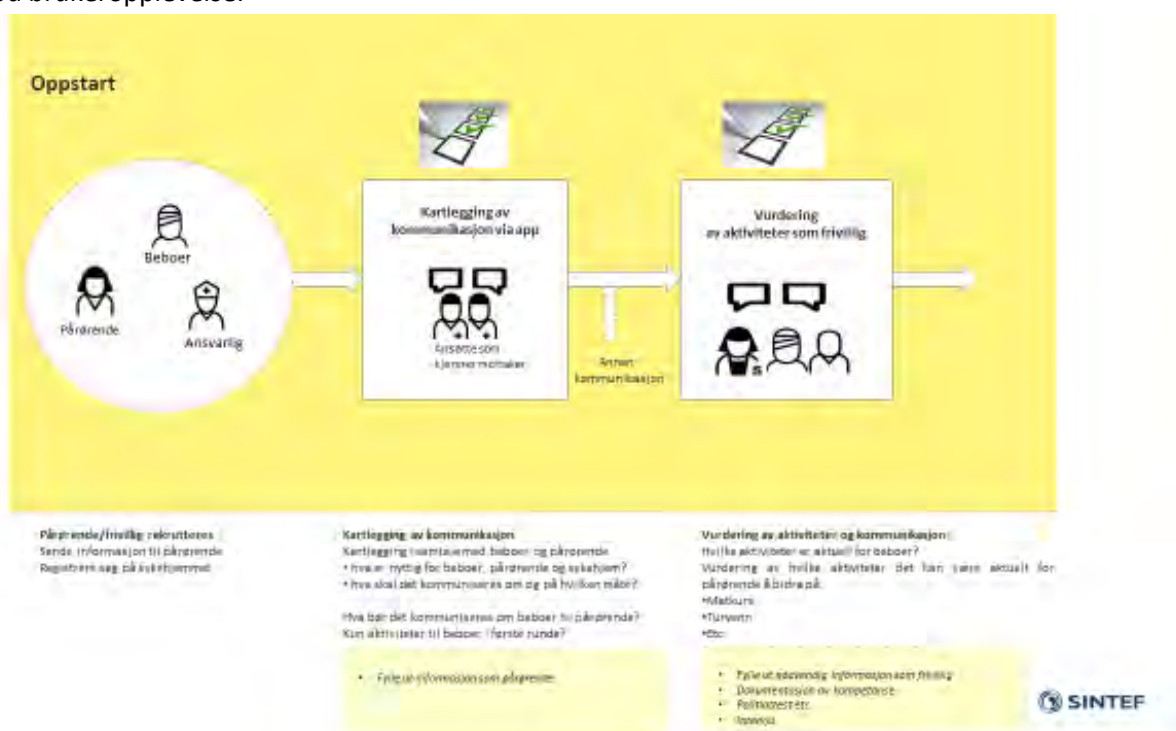 Oppstart
Beboer
Pårørende
Ansvarlig
Kartlegging av
kommunikasjon via app
Ansatte som
kjenner mottaker
Annen
kommunikasjon
Vurdering
av aktiviteter som frivillig
Pårørende/frivillig rekrutteres
Sende informasjon til pårørende
Registrere seg på sykehjemmet
Kartlegging av kommunikasjon
Kartlegging i samtale med beboer og pårørende
• hva er nyttig for beboer, pårørende og sykehjem?
• hva skal det kommuniseres om og på hvilken måte?
Hva bør det kommuniseres om beboer til pårørende?
Kun aktiviteter til beboer i første runde?
• Fylle ut informasjon som pårørende
Vurdering av aktiviteter og kommunikasjon
Hvilke aktiviteter er aktuell for beboer?
Vurdering av hvilke aktiviteter det kan være aktuelt for
pårørende å bidra på.
•Matkurs
•Turvenn
•Etc
• Fylle ut nødvendig informasjon som frivillig
• Dokumentasjon av kompetanse
• Politiattest etc.
SINTEF